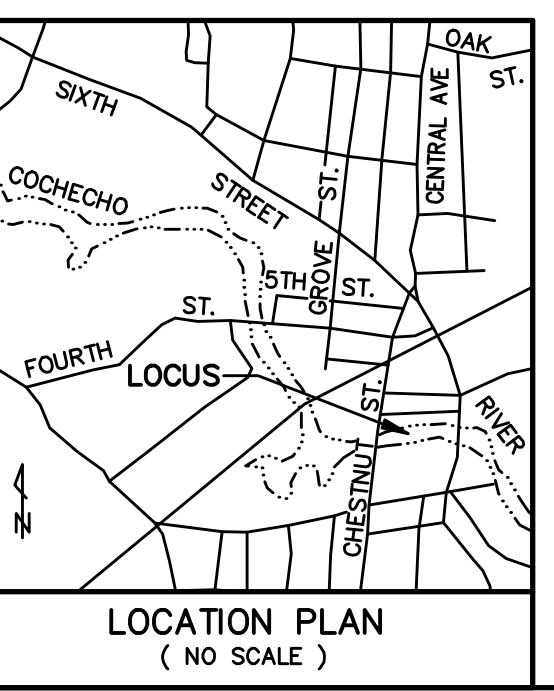 OAK
ST.
SIXTH
CENTRAL AVE
COCHECHO
STREET
ST.
GROVE
5TH ST.
ST.
FOURTH
LOCUS
ST.
RIVER
CHESTNUT
N
LOCATION PLAN
( NO SCALE )